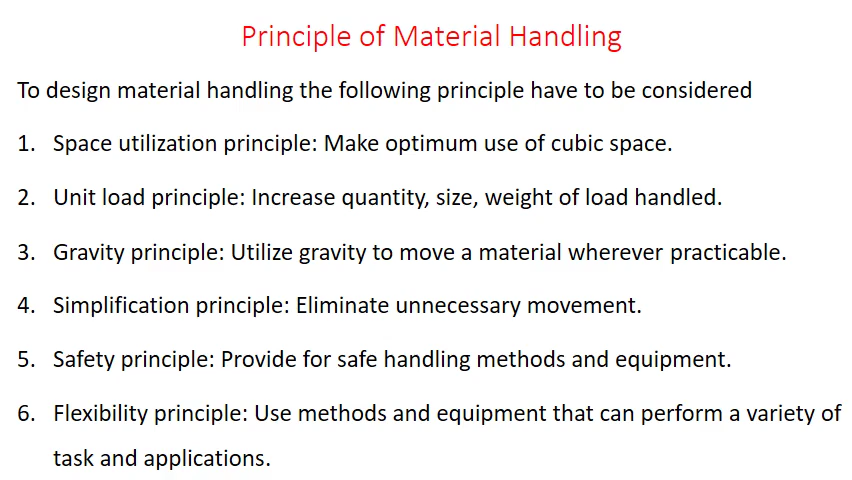 Principle of Material Handling
To design material handling the following principle have to be considered
1. Space utilization principle: Make optimum use of cubic space.
2. Unit load principle: Increase quantity, size, weight of load handled.
3. Gravity principle: Utilize gravity to move a material wherever practicable.
4. Simplification principle: Eliminate unnecessary movement.
5. Safety principle: Provide for safe handling methods and equipment.
6. Flexibility principle: Use methods and equipment that can perform a variety of
task and applications.